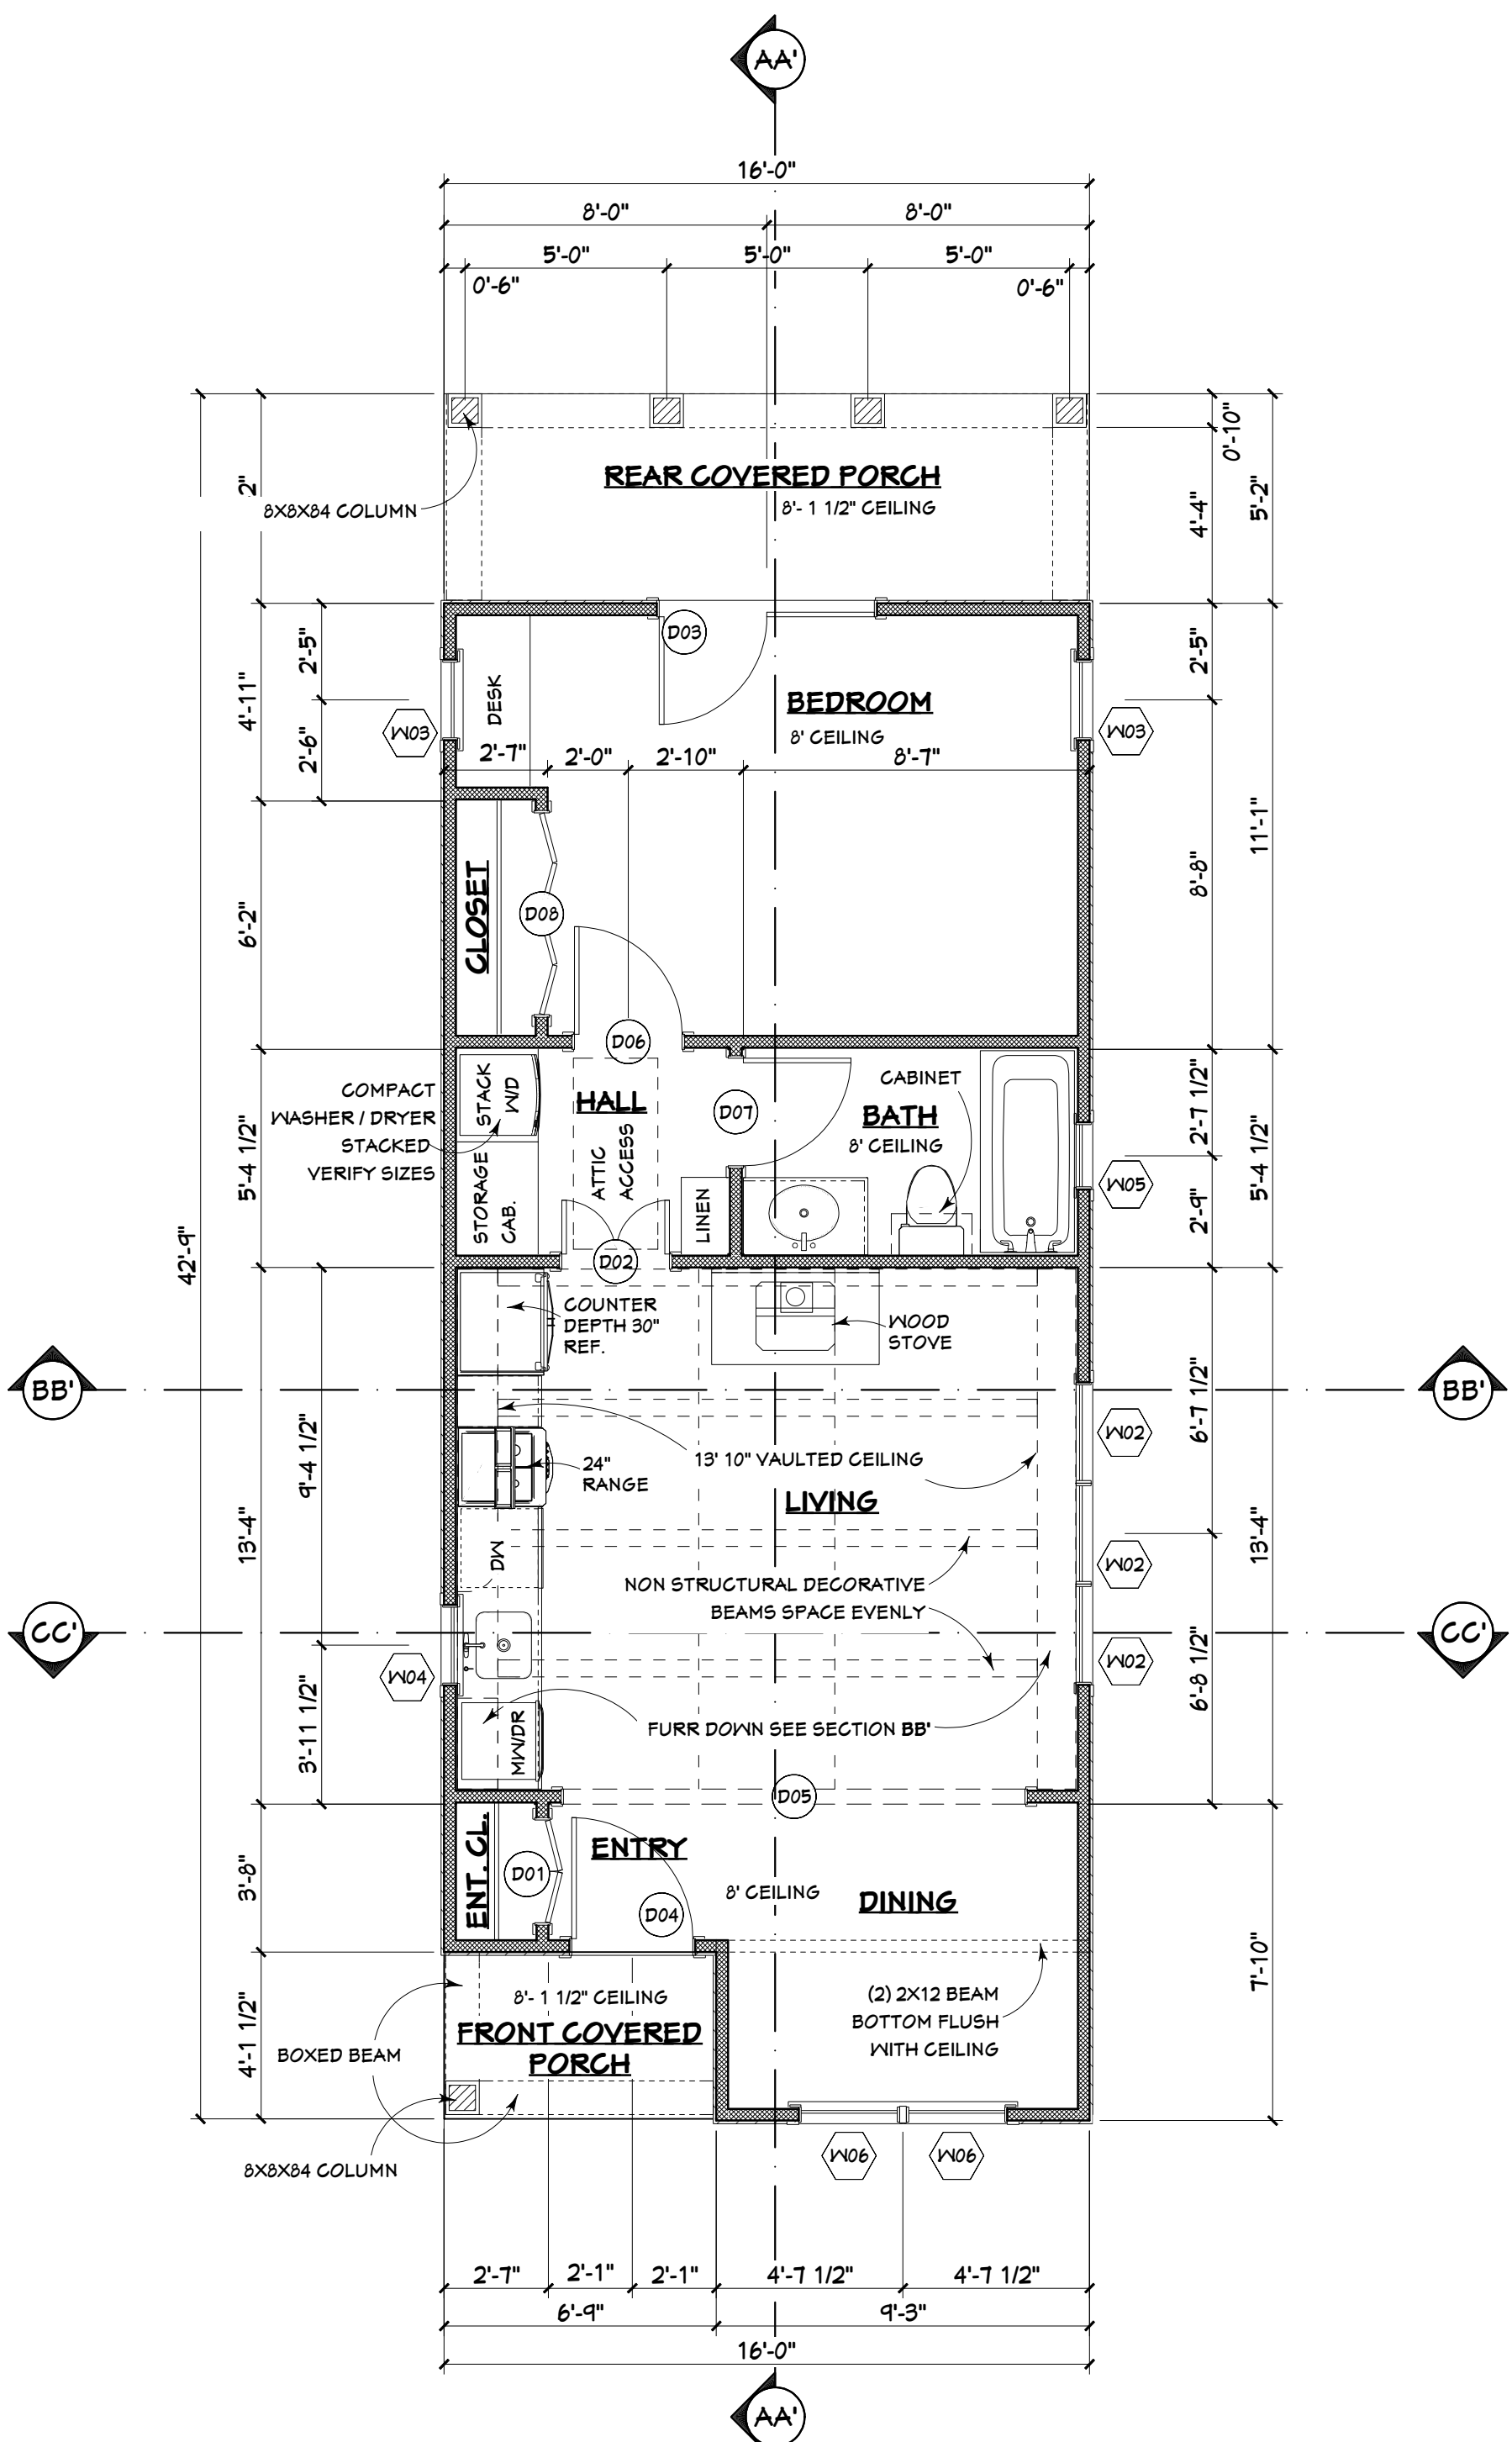 AA'
16'-0"
8'-0" 8'-0"
5'-0" 5'-0" 5'-0"
0'-6" 0'-6"
0'-10"
REAR COVERED PORCH
8'- 1 1/2" CEILING
8X8X84 COLUMN
2"
4'-4"
5'-2"
D03
2'-5"
2'-5"
4'-11"
DESK
BEDROOM
8' CEILING
W03
W03
2'-6"
2'-7" 2'-0" 2'-10" 8'-7"
11'-1"
8'-8"
CLOSET
D08
6'-2"
D06
COMPACT
WASHER / DRYER
STACKED
VERIFY SIZES
STACK
W/D
HALL
D07
CABINET
BATH
8' CEILING
2'-7 1/2"
5'-4 1/2"
5'-4 1/2"
ATTIC
ACCESS
STORAGE
CAB.
LINEN
W05
2'-9"
D02
42'-9"
COUNTER
DEPTH 30"
REF.
WOOD
STOVE
BB'
BB'
6'-7 1/2"
9'-4 1/2"
W02
13' 10" VAULTED CEILING
24"
RANGE
LIVING
13'-4"
13'-4"
DW
W02
NON STRUCTURAL DECORATIVE
BEAMS SPACE EVENLY
CC'
CC'
W04
W02
6'-8 1/2"
3'-11 1/2"
FURR DOWN SEE SECTION BB'
MW/DR
D05
ENT. CL.
D01
ENTRY
3'-8"
8' CEILING
DINING
D04
7'-10"
8'- 1 1/2" CEILING
(2) 2X12 BEAM
BOTTOM FLUSH
WITH CEILING
FRONT COVERED
PORCH
4'-1 1/2"
BOXED BEAM
8X8X84 COLUMN
W06 W06
2'-7" 2'-1" 2'-1" 4'-7 1/2" 4'-7 1/2"
6'-9" 9'-3"
16'-0"
AA'